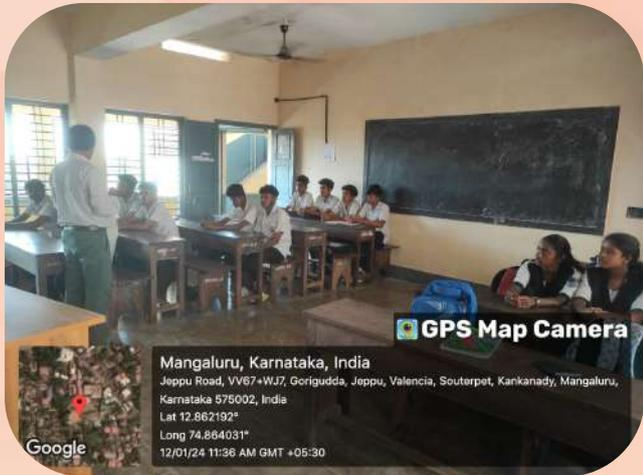 GPS Map Camera
Mangaluru, Karnataka, India
Jeppu Road, VV67+WJ7, Gorigudda, Jeppu, Valencia, Souterpet, Kankanady, Mangaluru,
Karnataka 575002, India
Lat 12.862192°
Long 74.864031°
12/01/24 11:36 AM GMT +05:30
Google